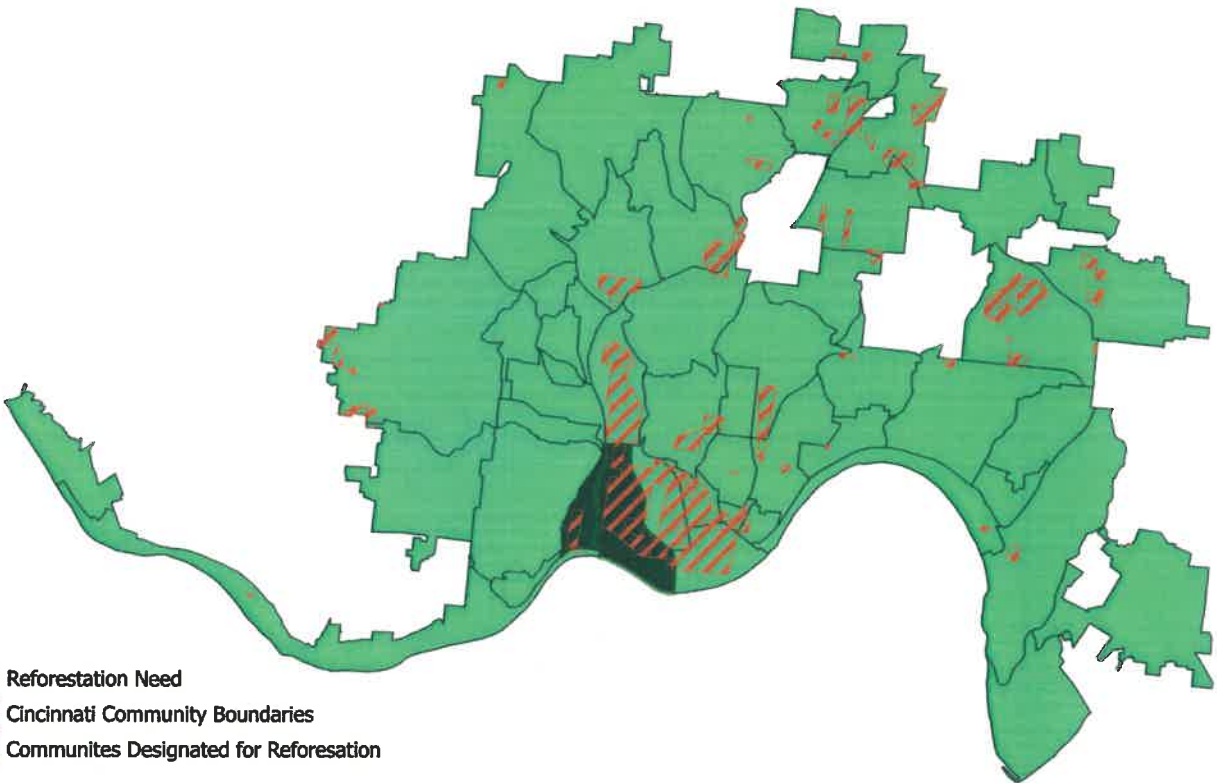 Reforestation Need
Cincinnati Community Boundaries
Communites Designated for Reforesation